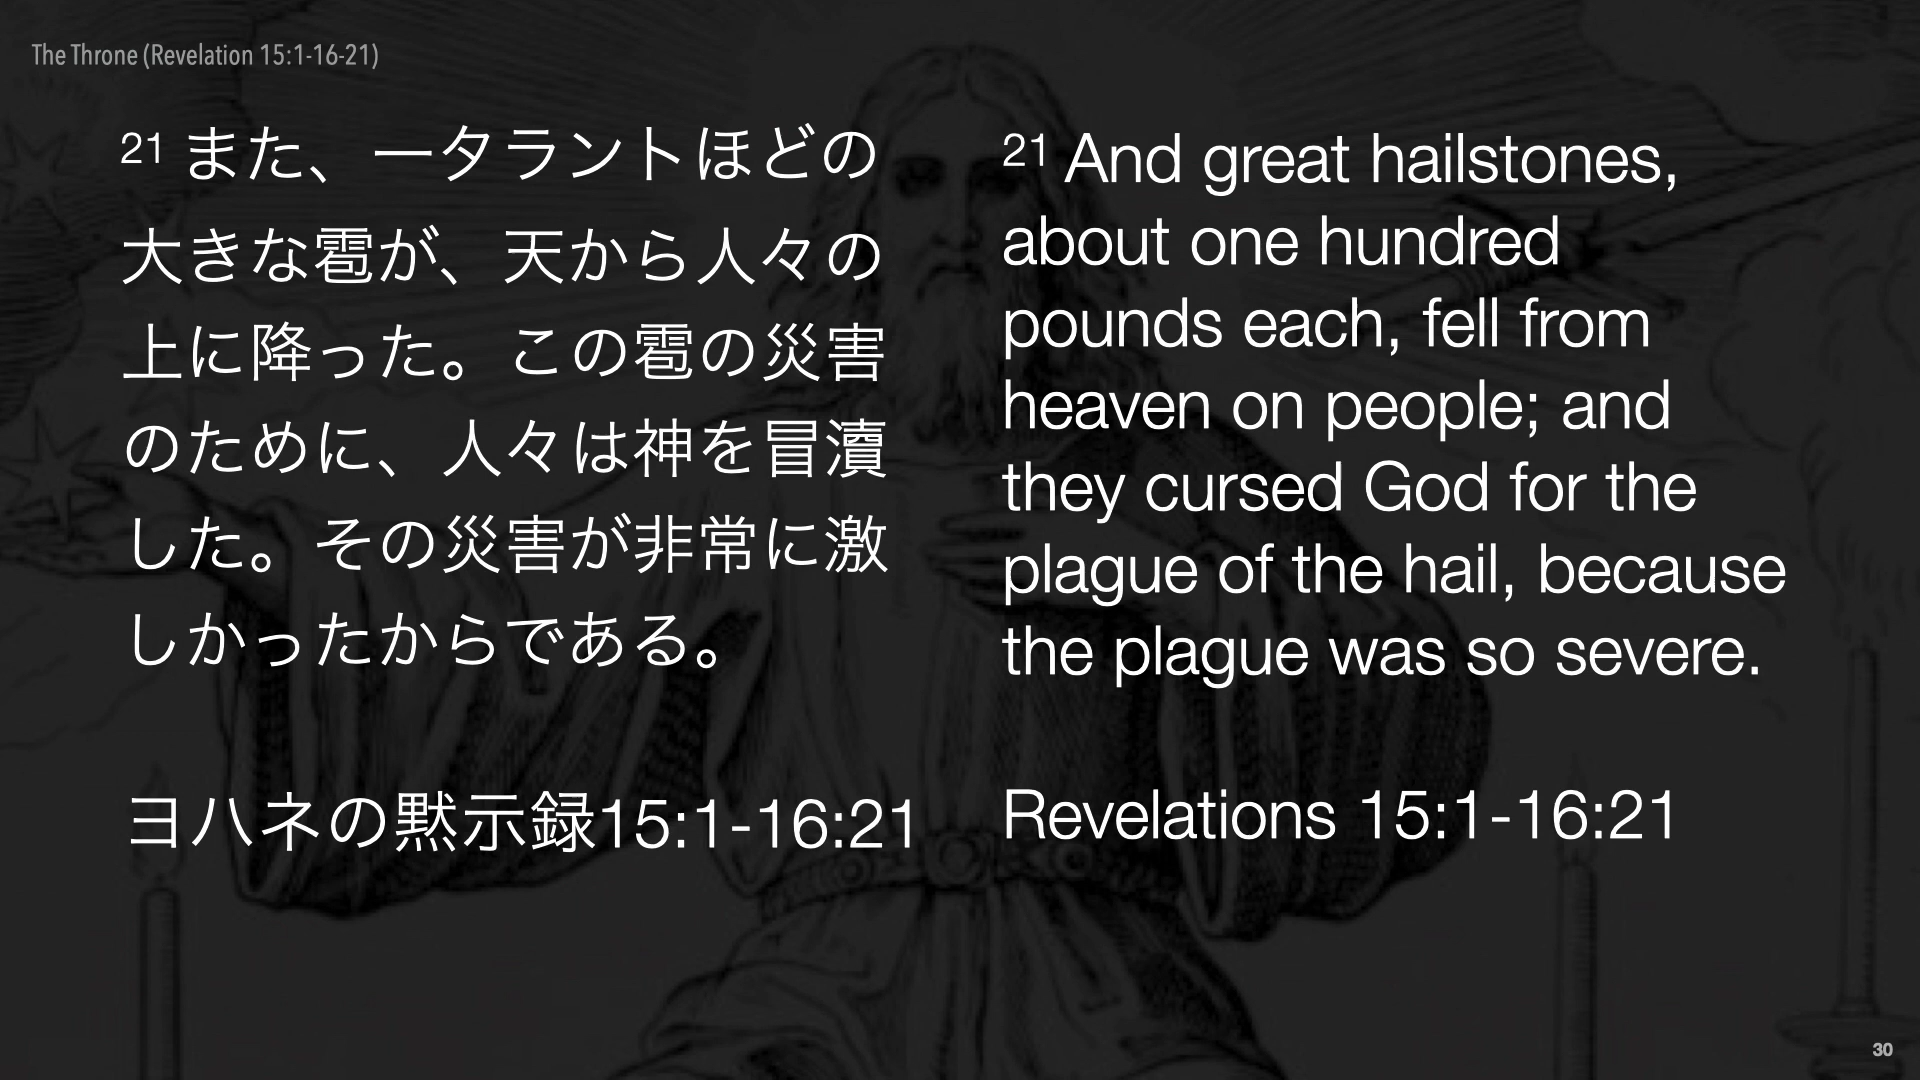 The Throne (Revelation 15:1-16-21)
21 また、一タラントほどの
大きな雹が、天から人々の
上に降った。この雹の災害
のために、人々は神を冒瀆
した。その災害が非常に激
しかったからである。
ヨハネの黙示録15:1-16:21
21 And great hailstones,
about one hundred
pounds each, fell from
heaven on people; and
they cursed God for the
plague of the hail, because
the plague was so severe.
Revelations 15:1-16:21
30